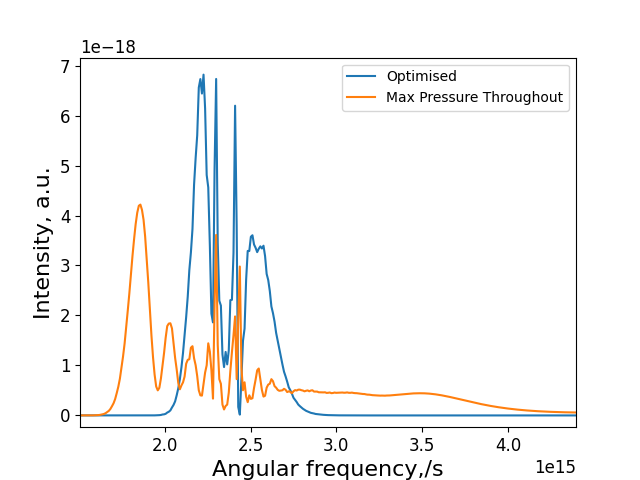 1e−18
7
6
5
4
3
2
1
0
Intensity, a.u.
Optimised
Max Pressure Throughout
2.0 2.5 3.0 3.5 4.0
1e15
Angular frequency,/s